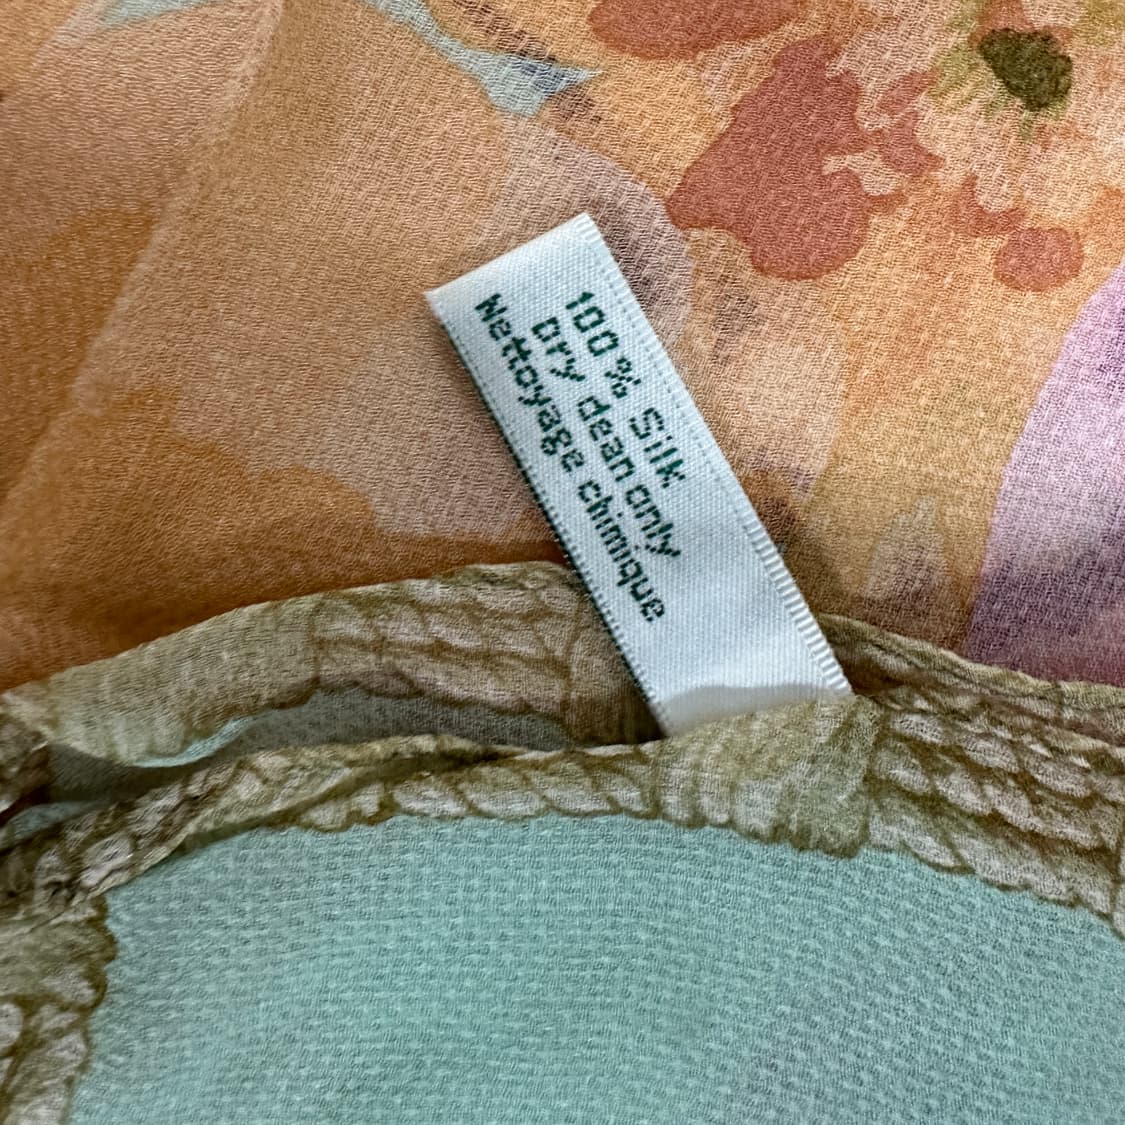 100% Silk
Dry clean only
Nettoyage chimique